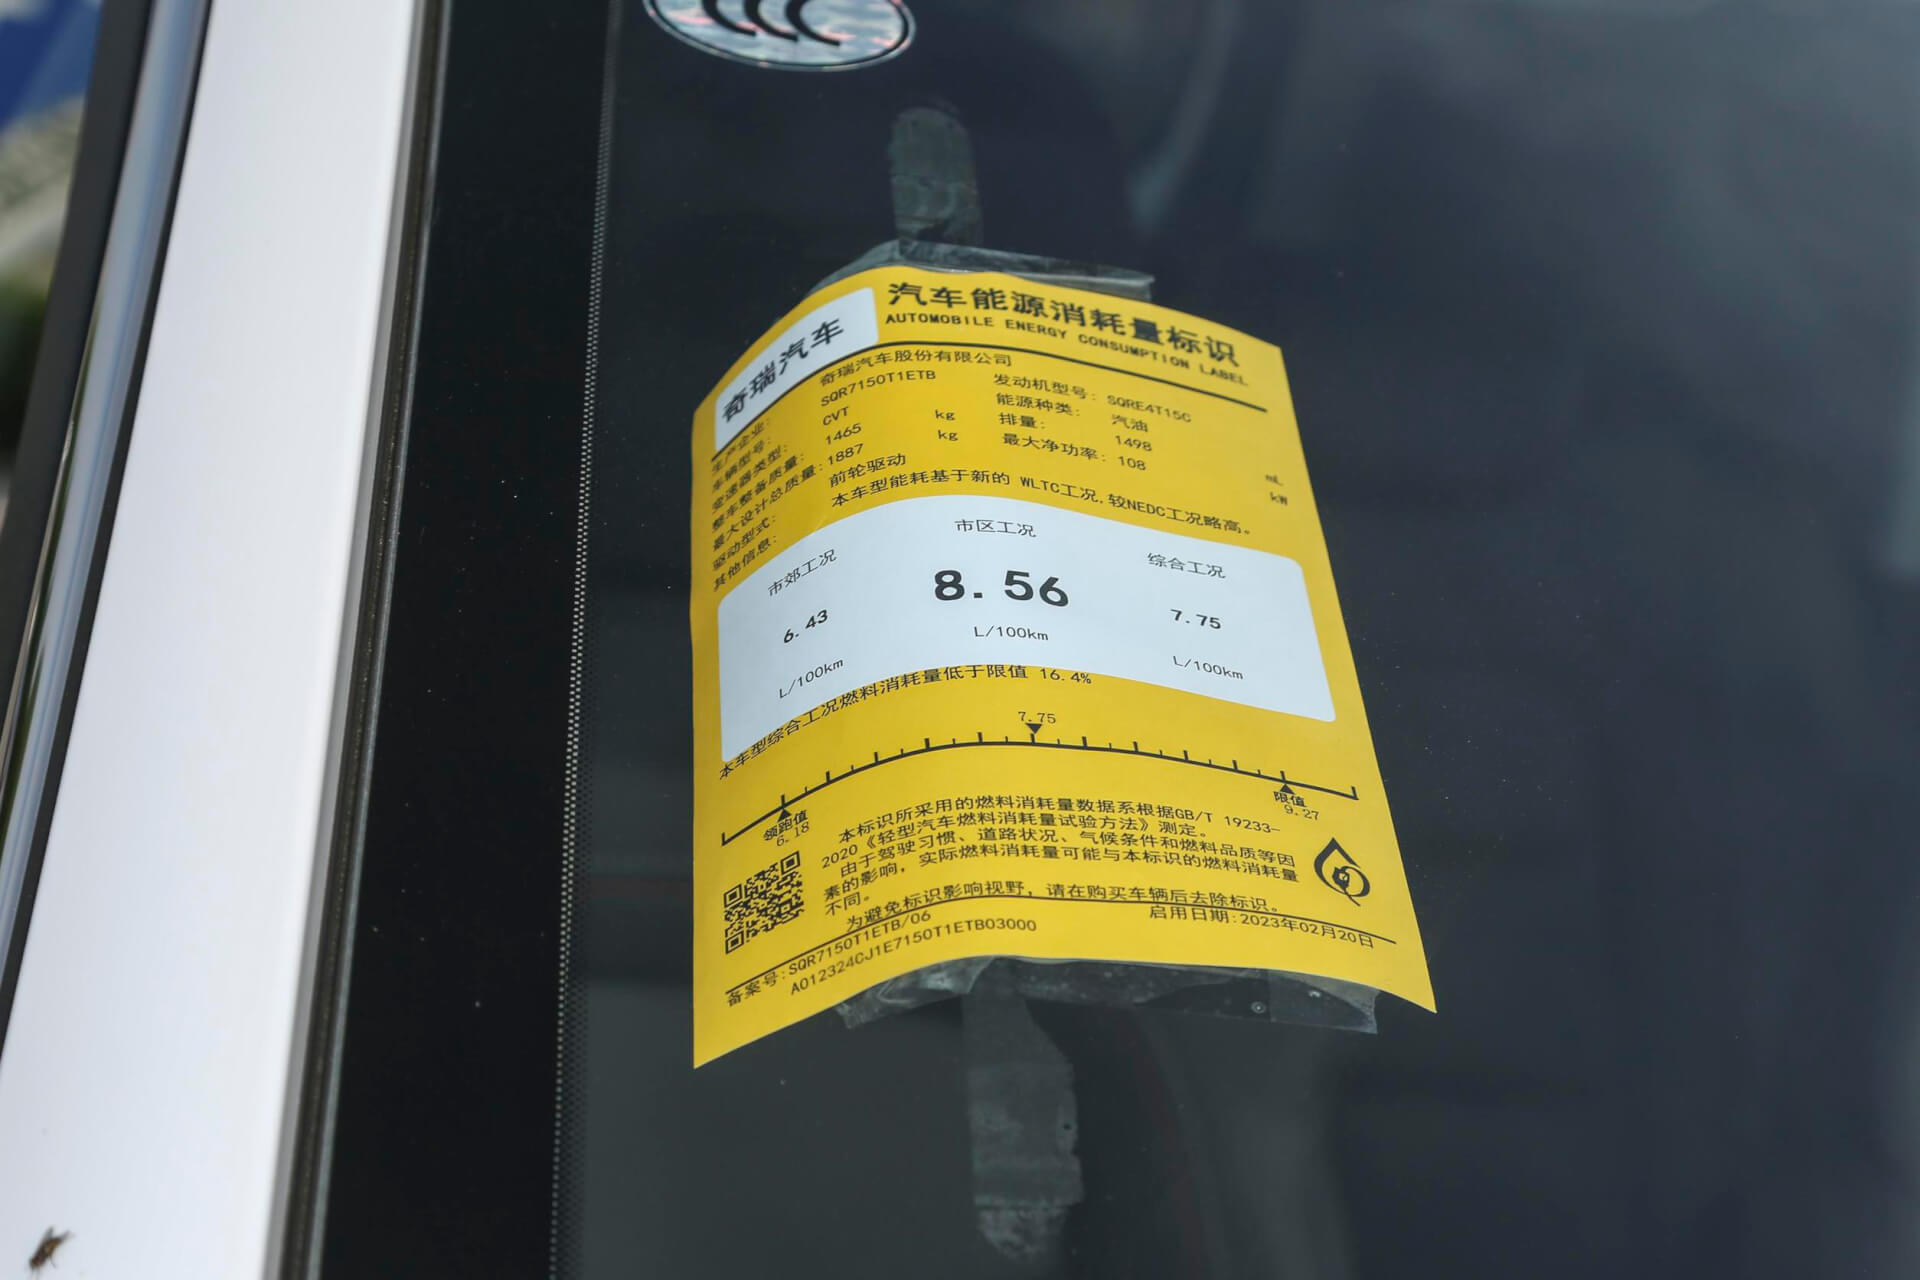 奇瑞汽车
汽车能源消耗量标识
AUTOMOBILE ENERGY CONSUMPTION LABEL
生产企业: 奇瑞汽车股份有限公司
车辆型号: SQR7150T1ETB 发动机型号: SQRE4T15C
变速器类型: CVT 能源种类: 汽油
整车整备质量: 1465 kg 排量: 1498 mL
最大设计总质量: 1887 kg 最大净功率: 108 kW
驱动型式: 前轮驱动
其他信息: 本车型能耗基于新的 WLTC工况,较NEDC工况略高。
市郊工况 市区工况 综合工况
6.43 8.56 7.75
L/100km L/100km L/100km
本车型综合工况燃料消耗量低于限值 16.4%
7.75
领跑值 限值
6.18 9.27
本标识所采用的燃料消耗量数据系根据GB/T 19233-
2020《轻型汽车燃料消耗量试验方法》测定。
由于驾驶习惯、道路状况、气候条件和燃料品质等因
素的影响，实际燃料消耗量可能与本标识的燃料消耗量
不同。
为避免标识影响视野，请在购买车辆后去除标识。
备案号:SQR7150T1ETB/06 启用日期:2023年02月20日
A012324CJ1E7150T1ETB03000